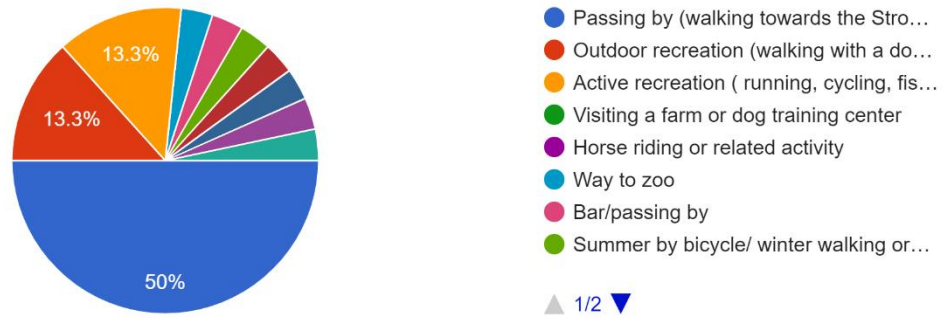 13.3%
13.3%
50%
Passing by (walking towards the Stro…
Outdoor recreation (walking with a do…
Active recreation ( running, cycling, fis…
Visiting a farm or dog training center
Horse riding or related activity
Way to zoo
Bar/passing by
Summer by bicycle/ winter walking or…
1/2